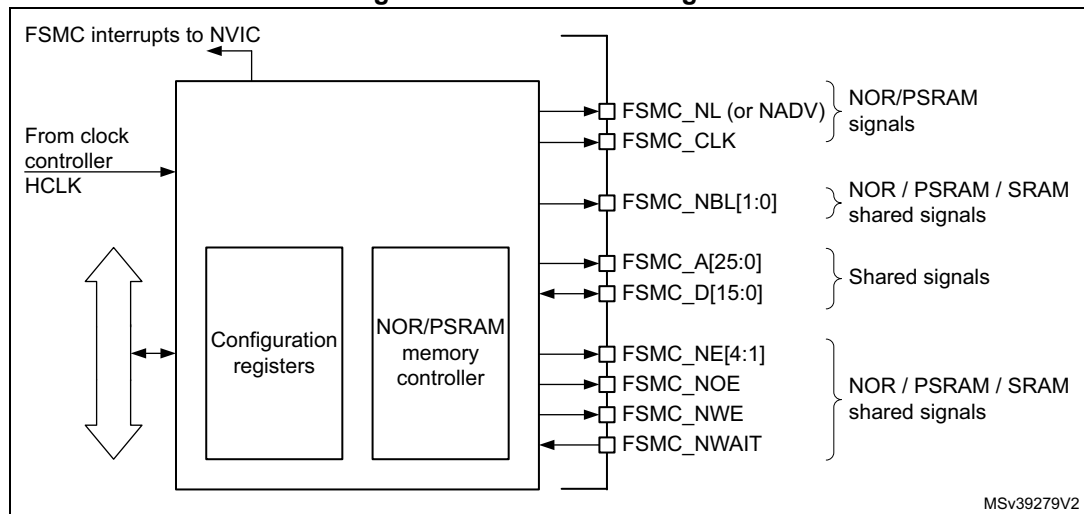 FSMC interrupts to NVIC
From clock
controller
HCLK
Configuration
registers
NOR/PSRAM
memory
controller
FSMC_NL (or NADV)
FSMC_CLK
NOR/PSRAM
signals
FSMC_NBL[1:0]
NOR / PSRAM / SRAM
shared signals
FSMC_A[25:0]
FSMC_D[15:0]
Shared signals
FSMC_NE[4:1]
FSMC_NOE
FSMC_NWE
FSMC_NWAIT
NOR / PSRAM / SRAM
shared signals
MSv39279V2